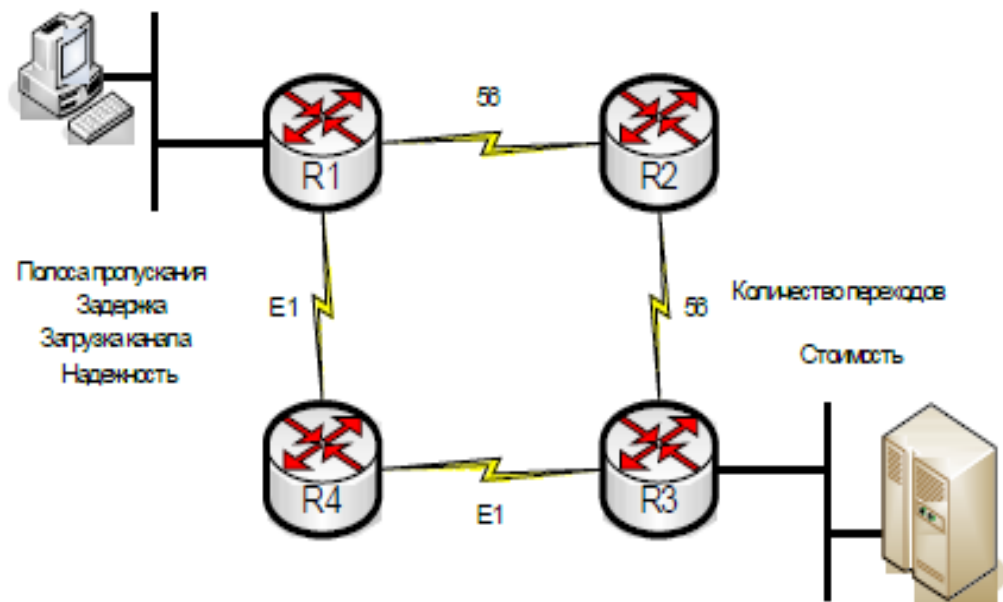 56
R1
R2
Полоса пропускания
Задержка
Загрузка канала
Надежность
E1
56
Количество переходов
Стоимость
R4
R3
E1